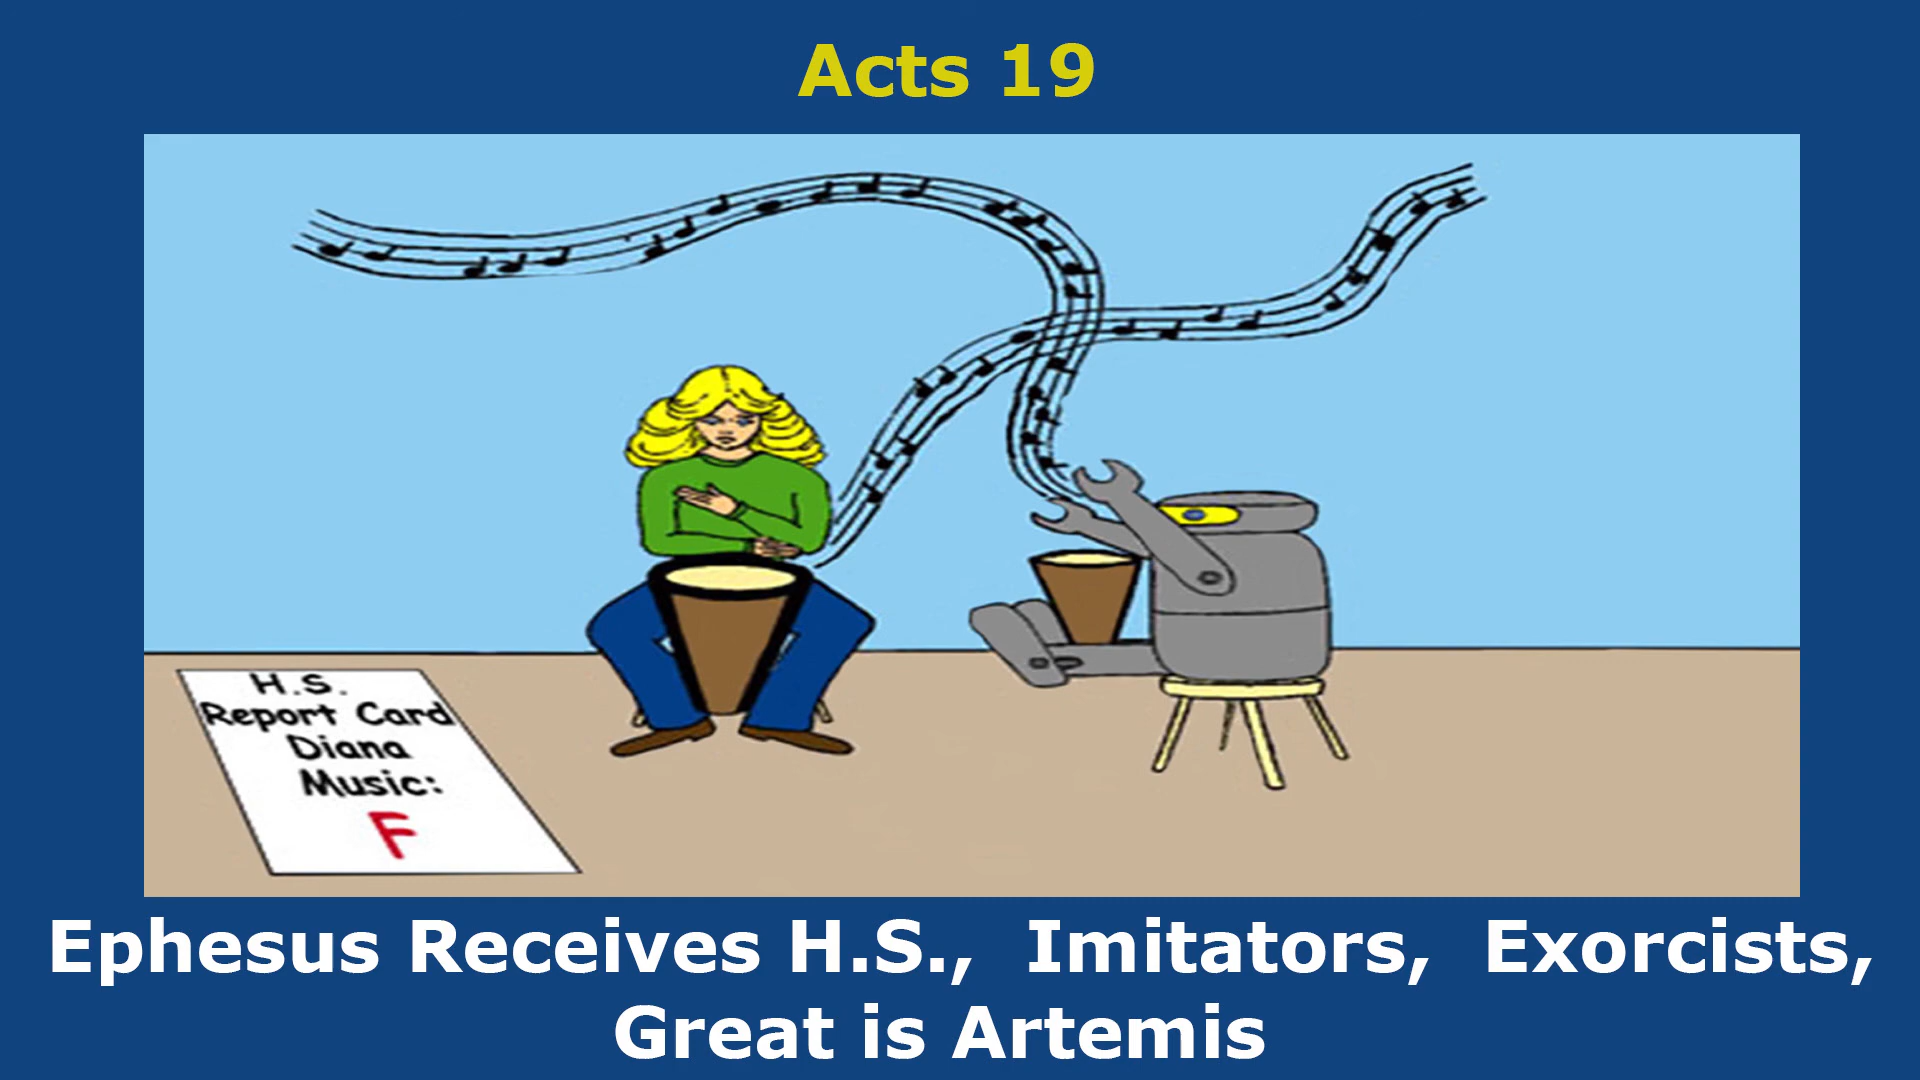 Acts 19
H.S.
Report Card
Diana
Music:
F
Ephesus Receives H.S., Imitators, Exorcists,
Great is Artemis